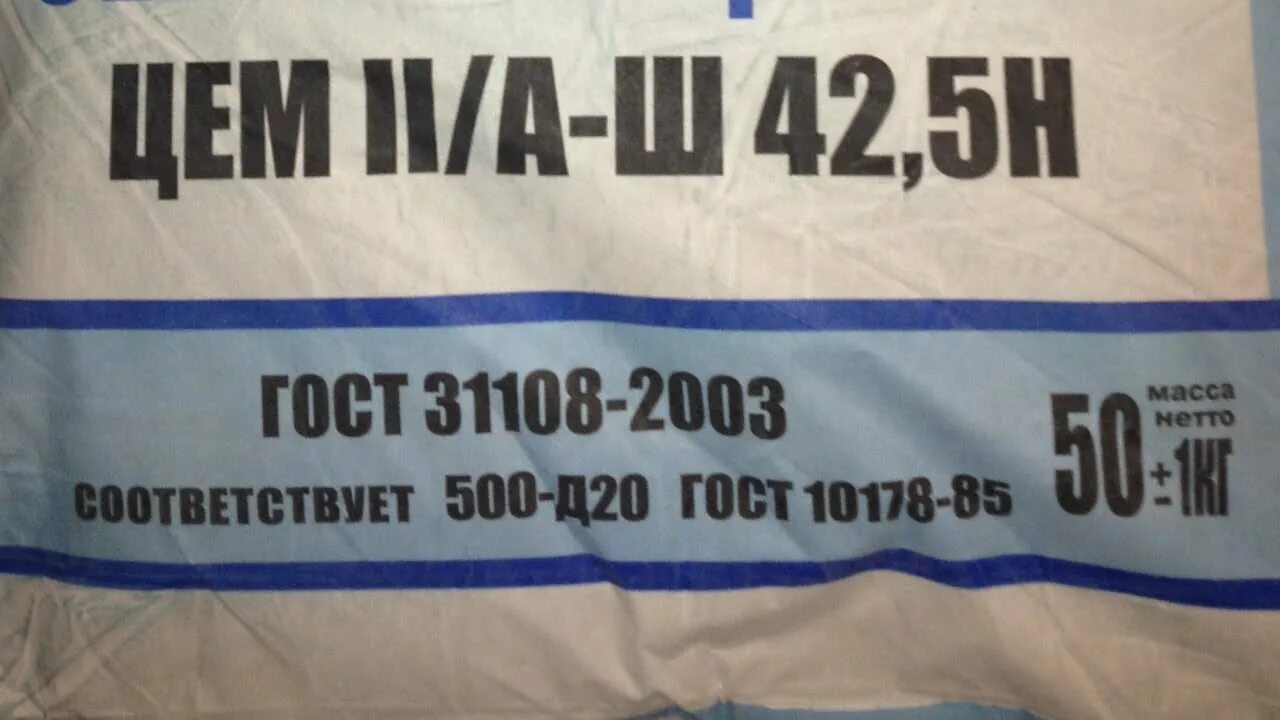 ЦЕМ II/А-Ш 42,5Н
ГОСТ 31108-2003
СООТВЕТСТВУЕТ 500-Д20 ГОСТ 10178-85
масса
нетто
50 ± 1КГ